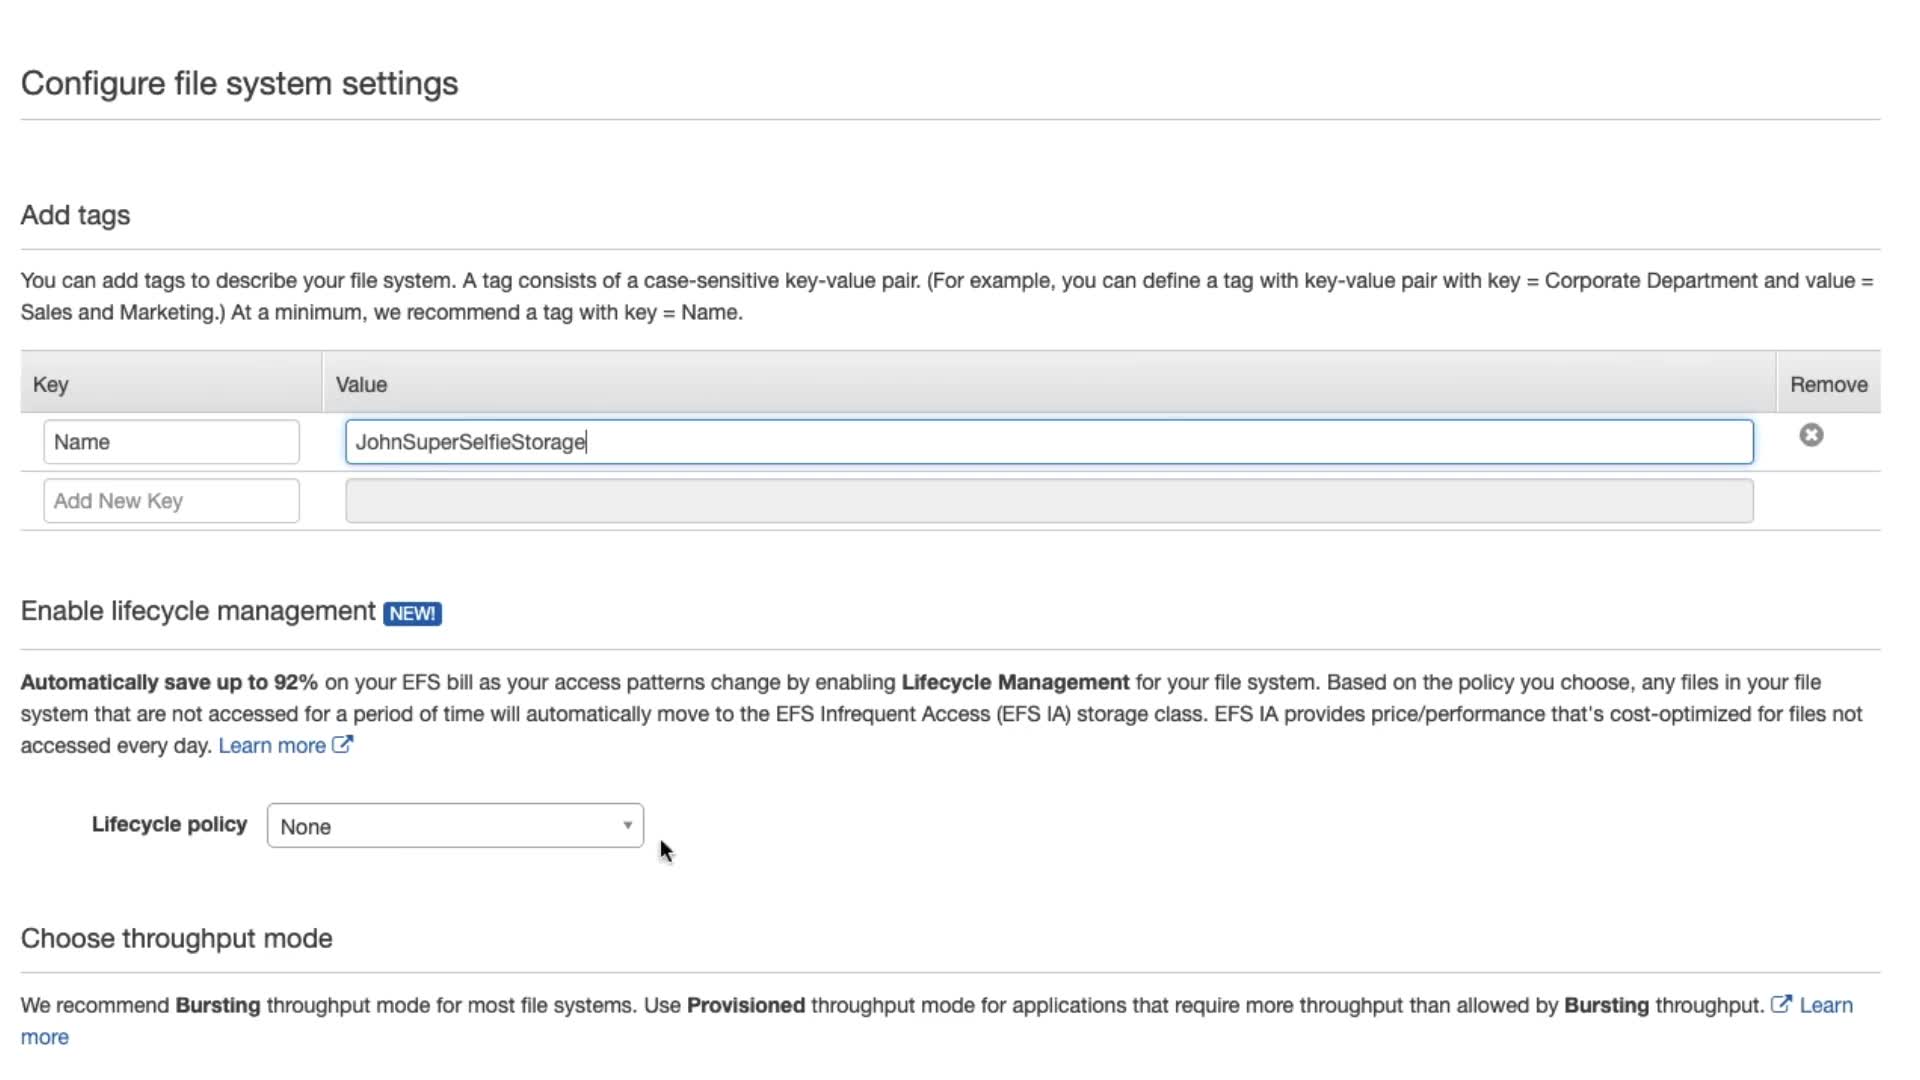 Configure file system settings
Add tags
You can add tags to describe your file system. A tag consists of a case-sensitive key-value pair. (For example, you can define a tag with key-value pair with key = Corporate Department and value =
Sales and Marketing.) At a minimum, we recommend a tag with key = Name.
Key Value Remove
Name JohnSuperSelfieStorage
Add New Key
Enable lifecycle management NEW!
Automatically save up to 92% on your EFS bill as your access patterns change by enabling Lifecycle Management for your file system. Based on the policy you choose, any files in your file
system that are not accessed for a period of time will automatically move to the EFS Infrequent Access (EFS IA) storage class. EFS IA provides price/performance that's cost-optimized for files not
accessed every day. Learn more
Lifecycle policy None
Choose throughput mode
We recommend Bursting throughput mode for most file systems. Use Provisioned throughput mode for applications that require more throughput than allowed by Bursting throughput. Learn
more